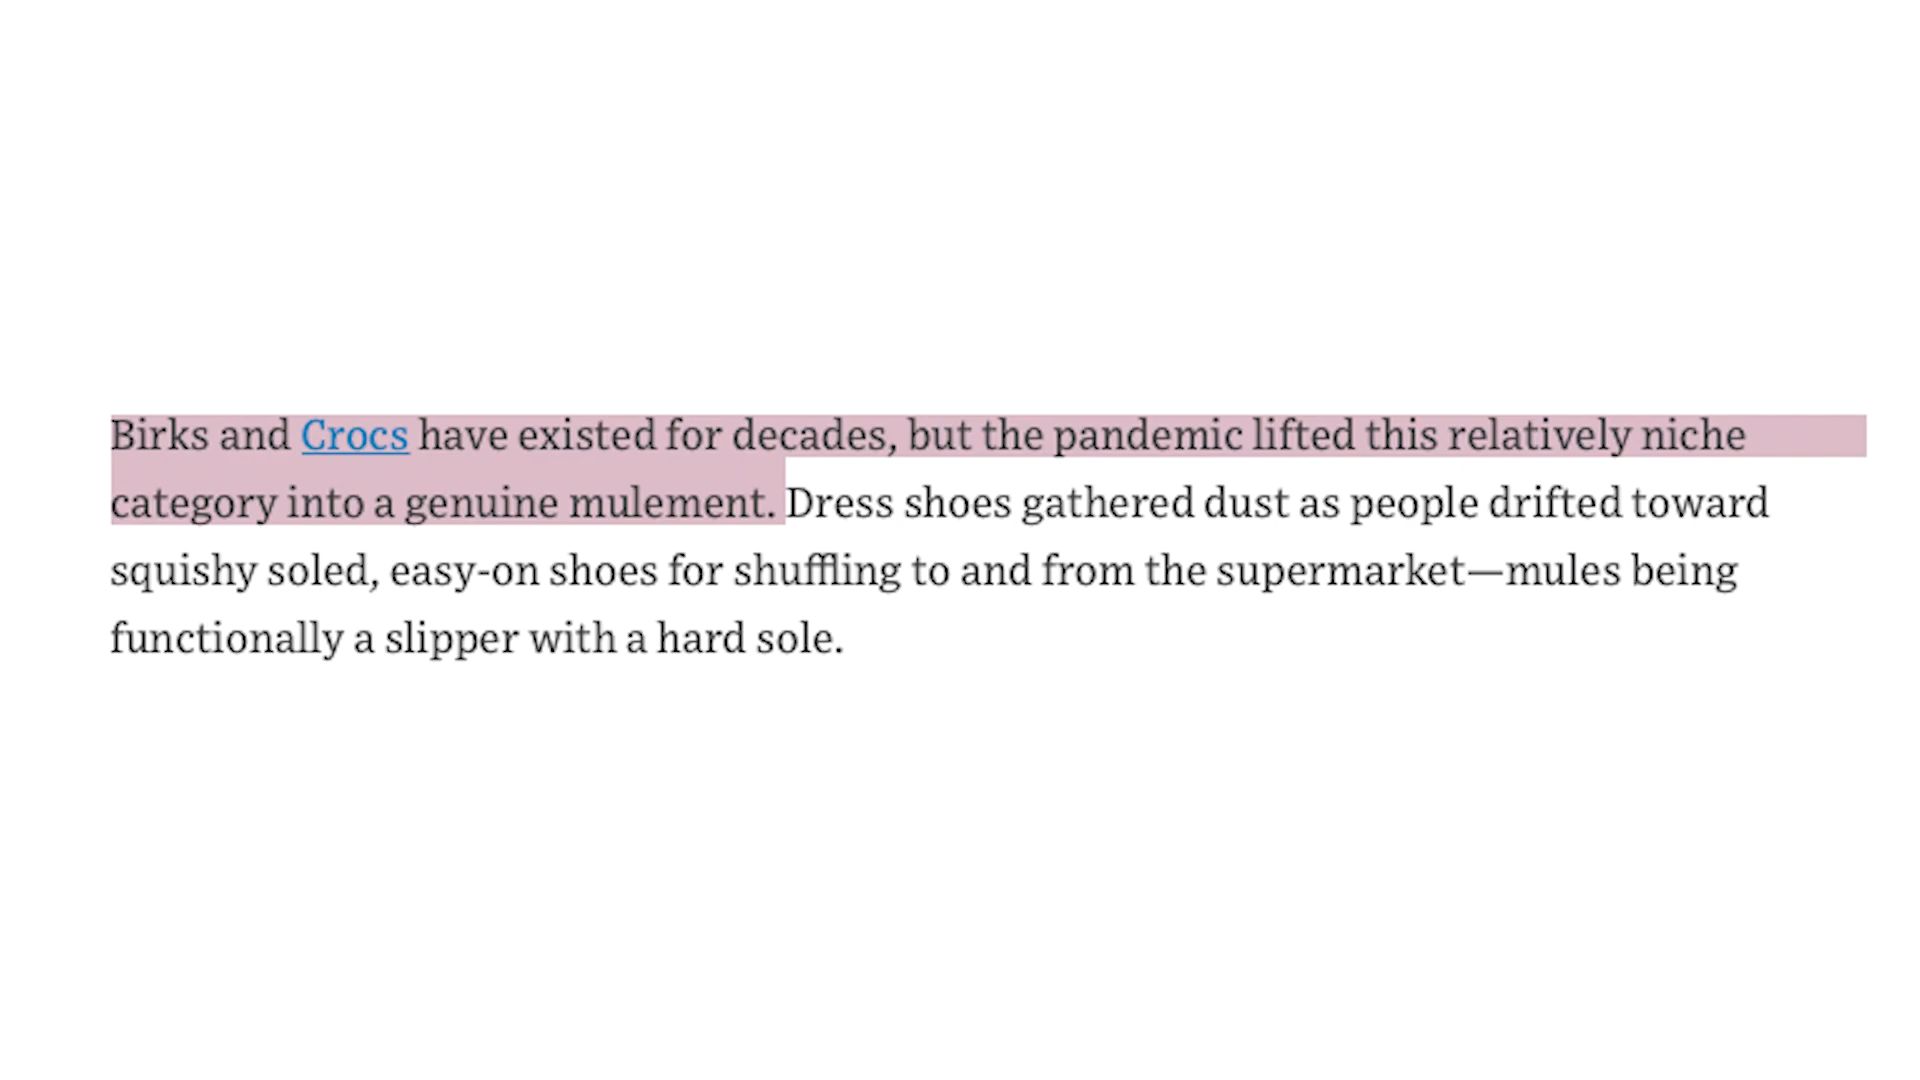 Birks and Crocs have existed for decades, but the pandemic lifted this relatively niche
category into a genuine mulement. Dress shoes gathered dust as people drifted toward
squishy soled, easy-on shoes for shuffling to and from the supermarket—mules being
functionally a slipper with a hard sole.